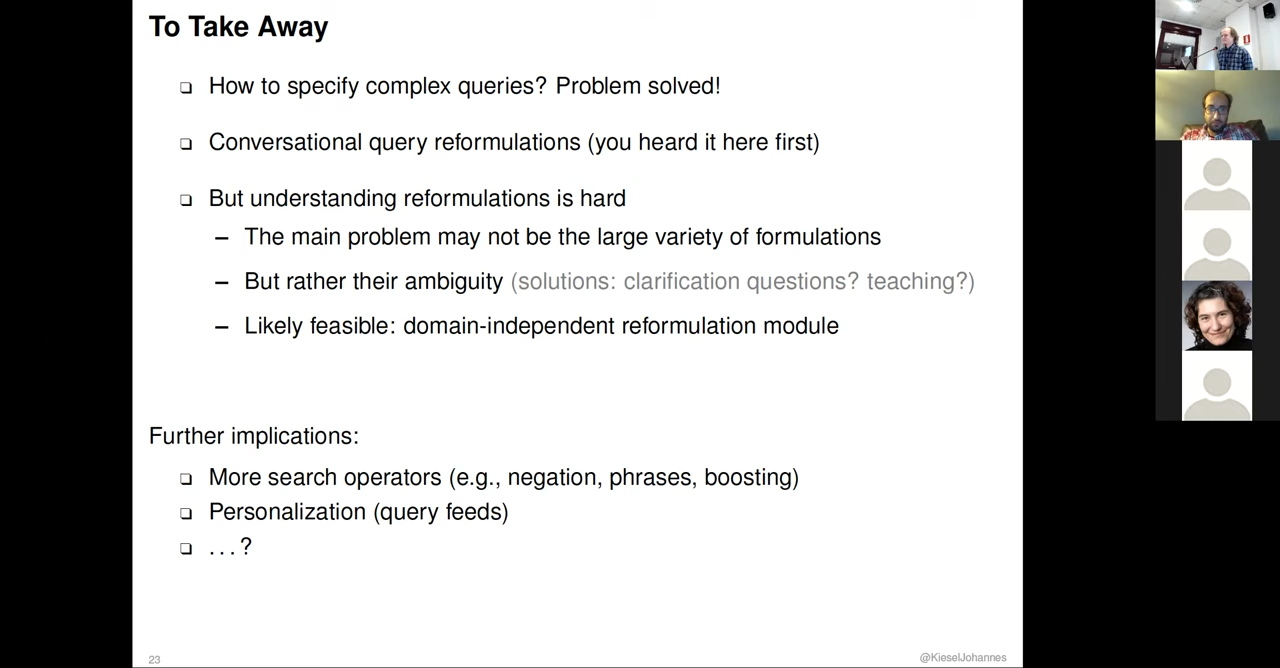 To Take Away
❑ How to specify complex queries? Problem solved!
❑ Conversational query reformulations (you heard it here first)
❑ But understanding reformulations is hard
– The main problem may not be the large variety of formulations
– But rather their ambiguity (solutions: clarification questions? teaching?)
– Likely feasible: domain-independent reformulation module
Further implications:
❑ More search operators (e.g., negation, phrases, boosting)
❑ Personalization (query feeds)
❑ ...?
23
@KieselJohannes